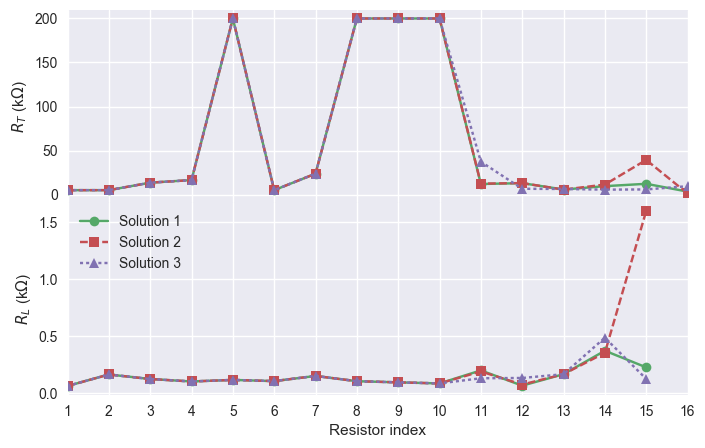 200
150
100
50
0
R_T (kΩ)
1.5
1.0
0.5
0.0
R_L (kΩ)
Solution 1
Solution 2
Solution 3
1 2 3 4 5 6 7 8 9 10 11 12 13 14 15 16
Resistor index